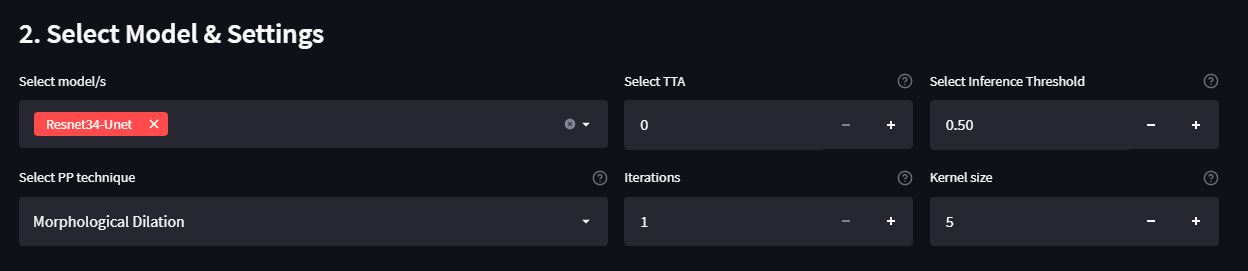 2. Select Model & Settings
Select model/s
Select TTA
Select Inference Threshold
Resnet34-Unet
0
0.50
Select PP technique
Iterations
Kernel size
Morphological Dilation
1
5